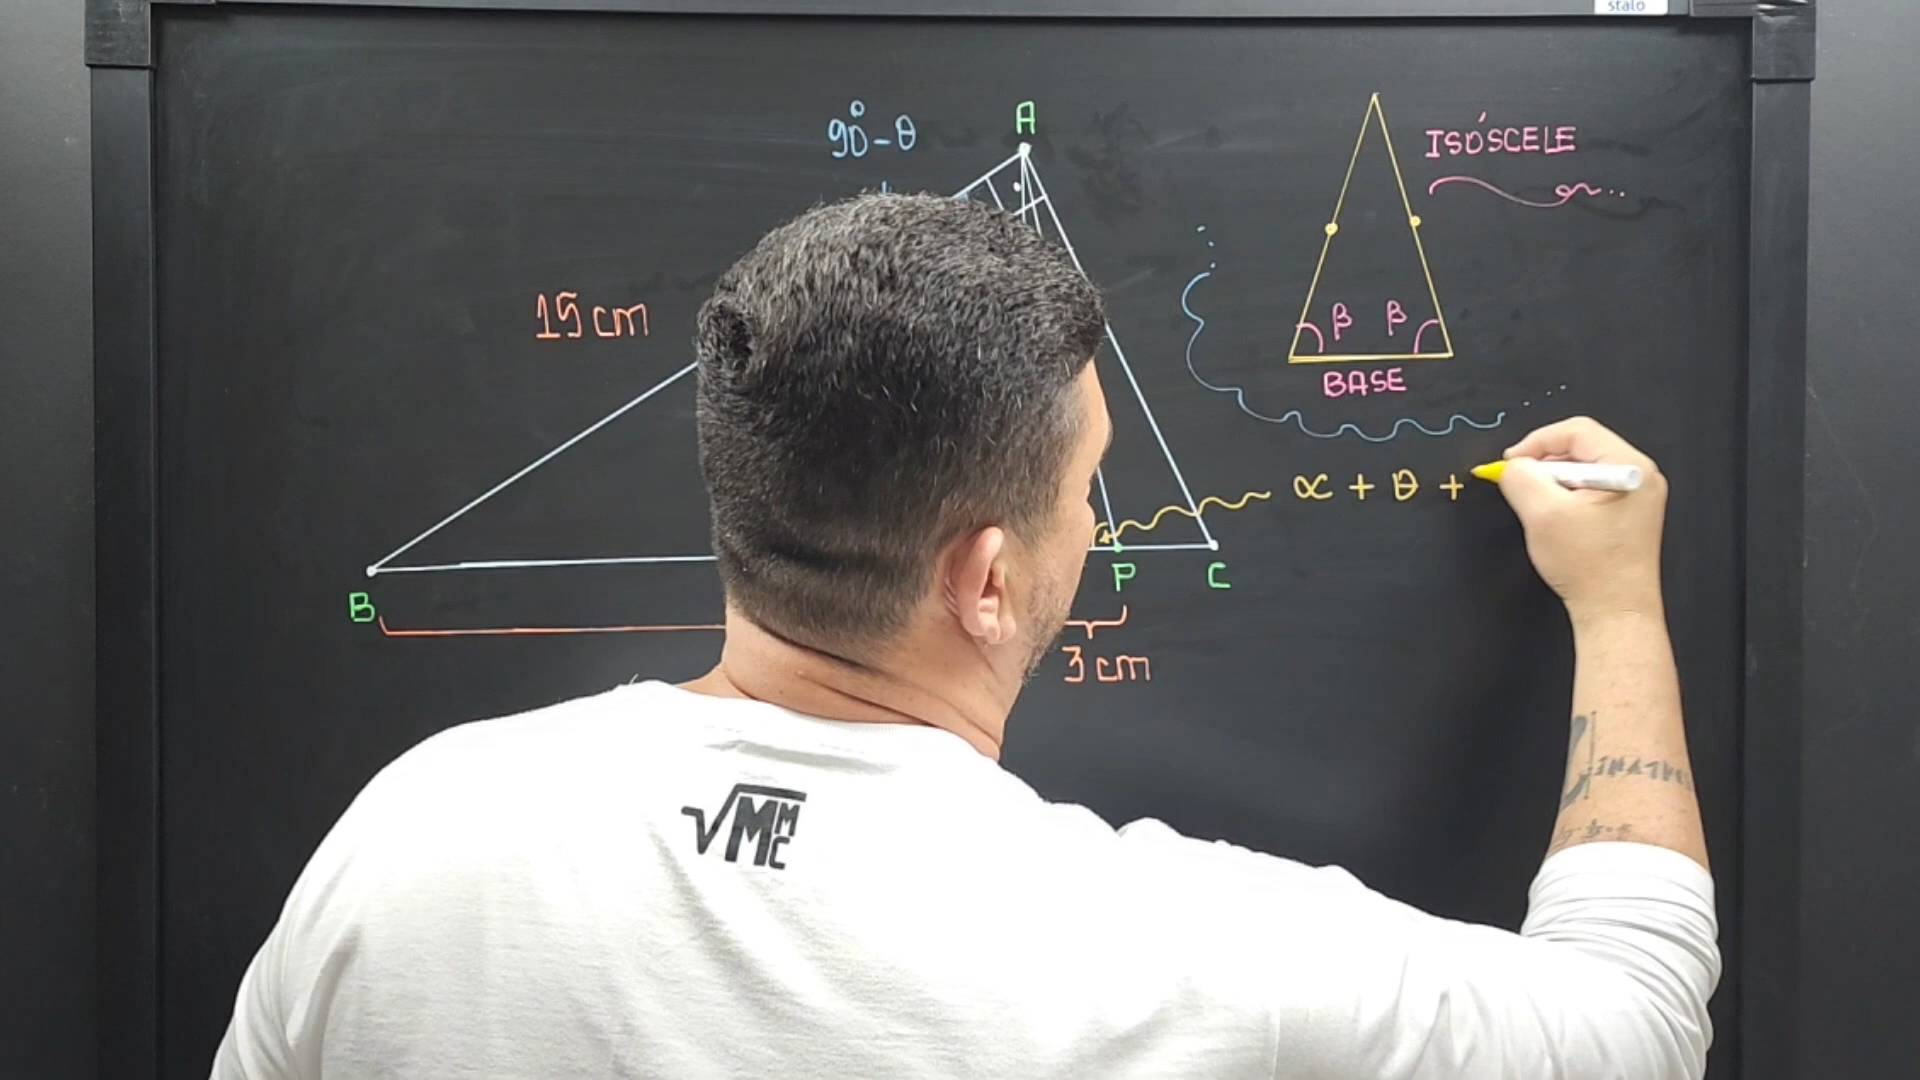 stalo
A
90° - θ
ISÓSCELE
15 cm
β β
BASE
α + θ +
B
P
C
3 cm
√MMC